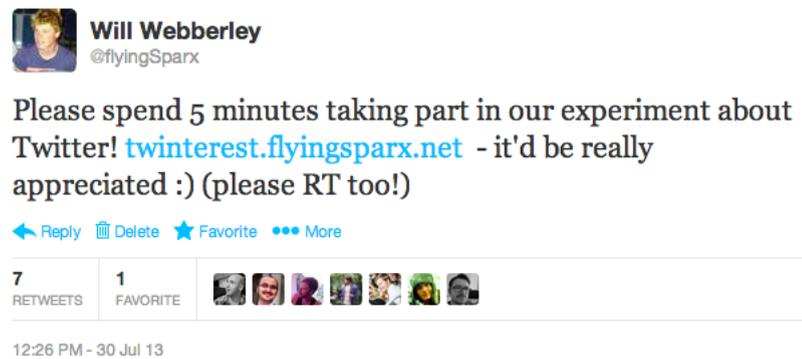 Will Webberley
@flyingSparx
Please spend 5 minutes taking part in our experiment about
Twitter! twinterest.flyingsparx.net - it'd be really
appreciated :) (please RT too!)
Reply Delete Favorite More
7 1
RETWEETS FAVORITE
12:26 PM - 30 Jul 13